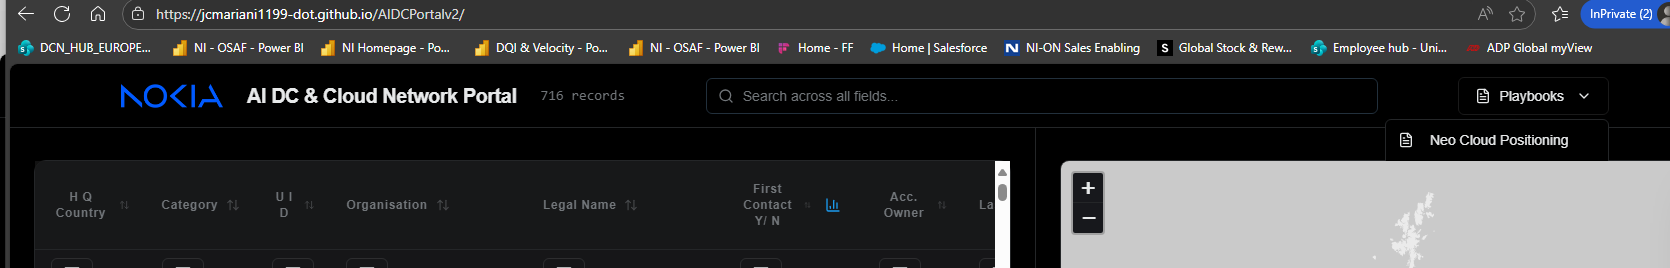 https://jcmariani1199-dot.github.io/AIDCPortalv2/
InPrivate (2)
DCN_HUB_EUROPE... NI - OSAF - Power BI NI Homepage - Po... DQI & Velocity - Po... NI - OSAF - Power BI Home - FF Home | Salesforce NI-ON Sales Enabling Global Stock & Rew... Employee hub - Uni... ADP Global myView
NOKIA AI DC & Cloud Network Portal 716 records Search across all fields... Playbooks
Neo Cloud Positioning
H Q
Country
Category
U I
D
Organisation
Legal Name
First
Contact
Y/ N
Acc.
Owner
La
+
−